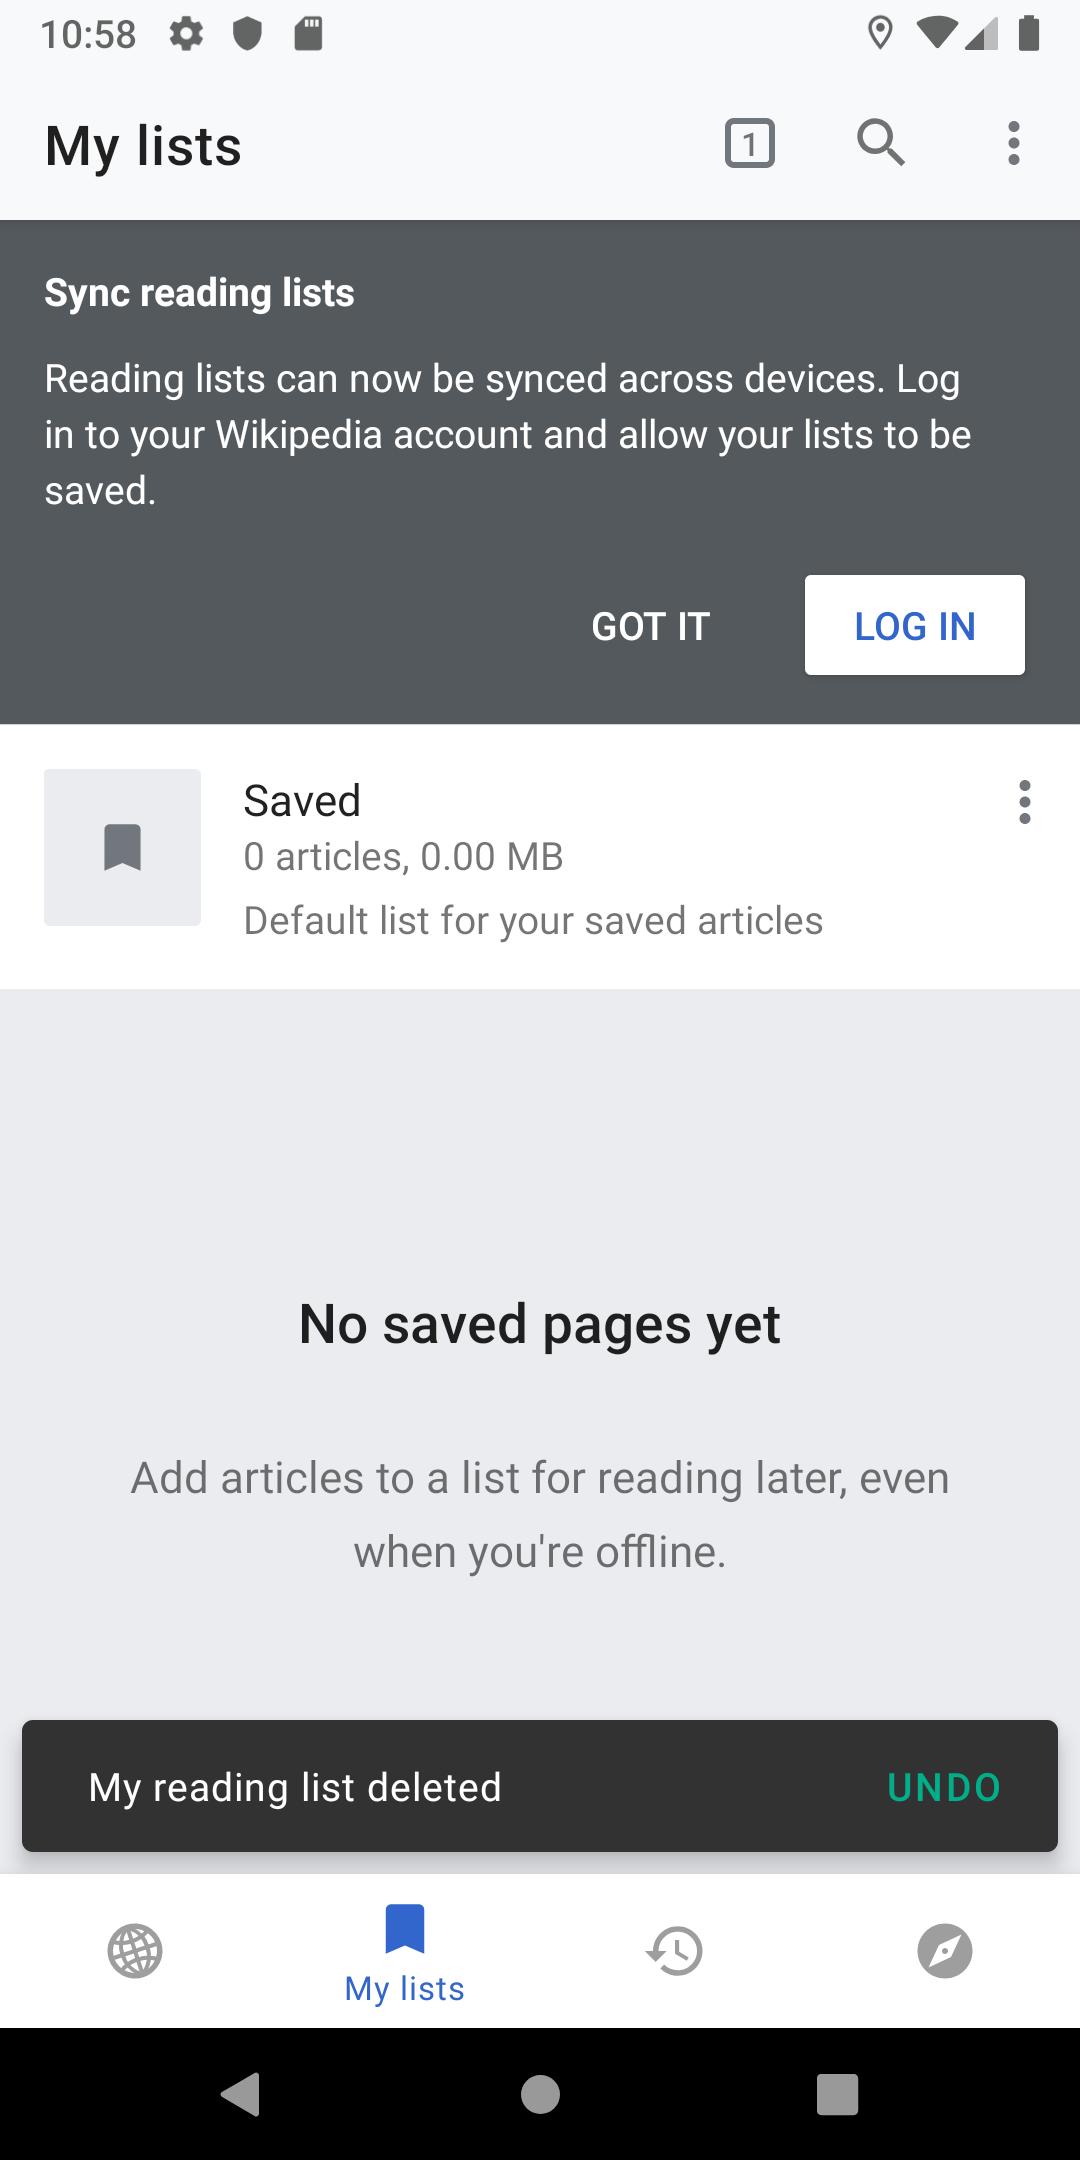 10:58
My lists
1
Sync reading lists
Reading lists can now be synced across devices. Log
in to your Wikipedia account and allow your lists to be
saved.
GOT IT
LOG IN
Saved
0 articles, 0.00 MB
Default list for your saved articles
No saved pages yet
Add articles to a list for reading later, even
when you're offline.
My reading list deleted
UNDO
My lists